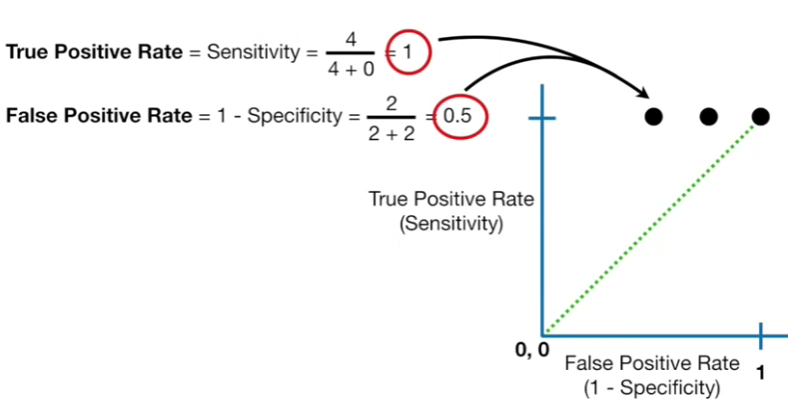 True Positive Rate = Sensitivity = 4 / 4 + 0 = 1
False Positive Rate = 1 - Specificity = 2 / 2 + 2 = 0.5
True Positive Rate
(Sensitivity)
0, 0
False Positive Rate
1
(1 - Specificity)